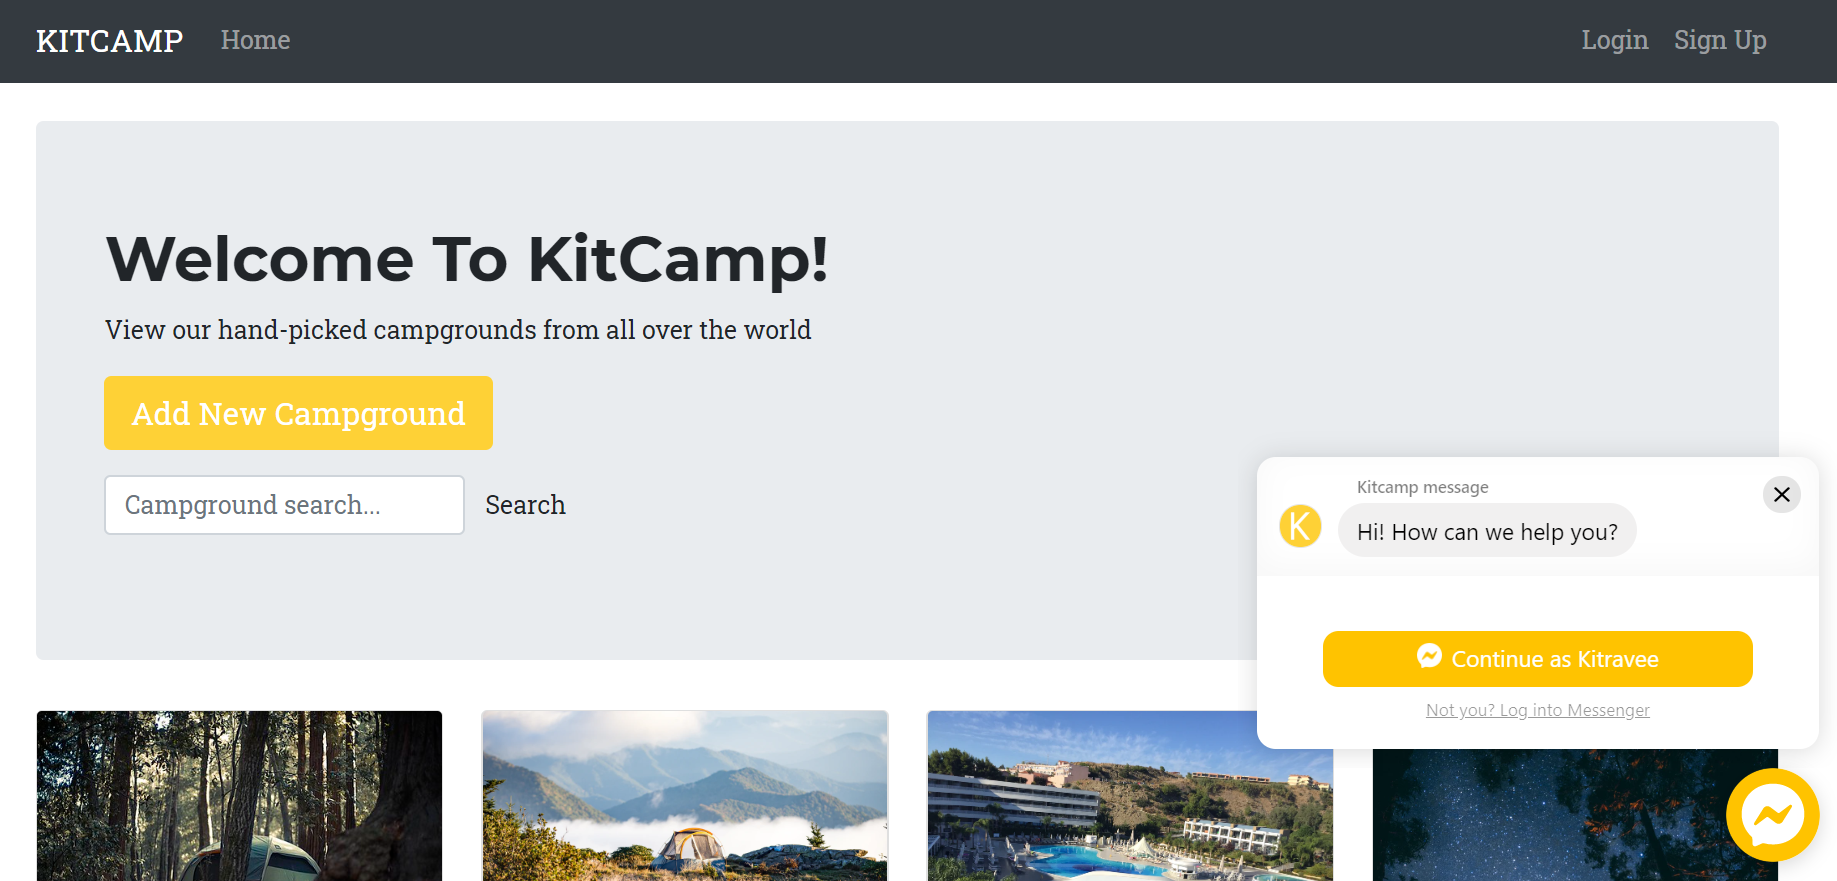 KITCAMP Home Login Sign Up
Welcome To KitCamp!
View our hand-picked campgrounds from all over the world
Add New Campground
Campground search... Search
Kitcamp message
K Hi! How can we help you?
Continue as Kitravee
Not you? Log into Messenger